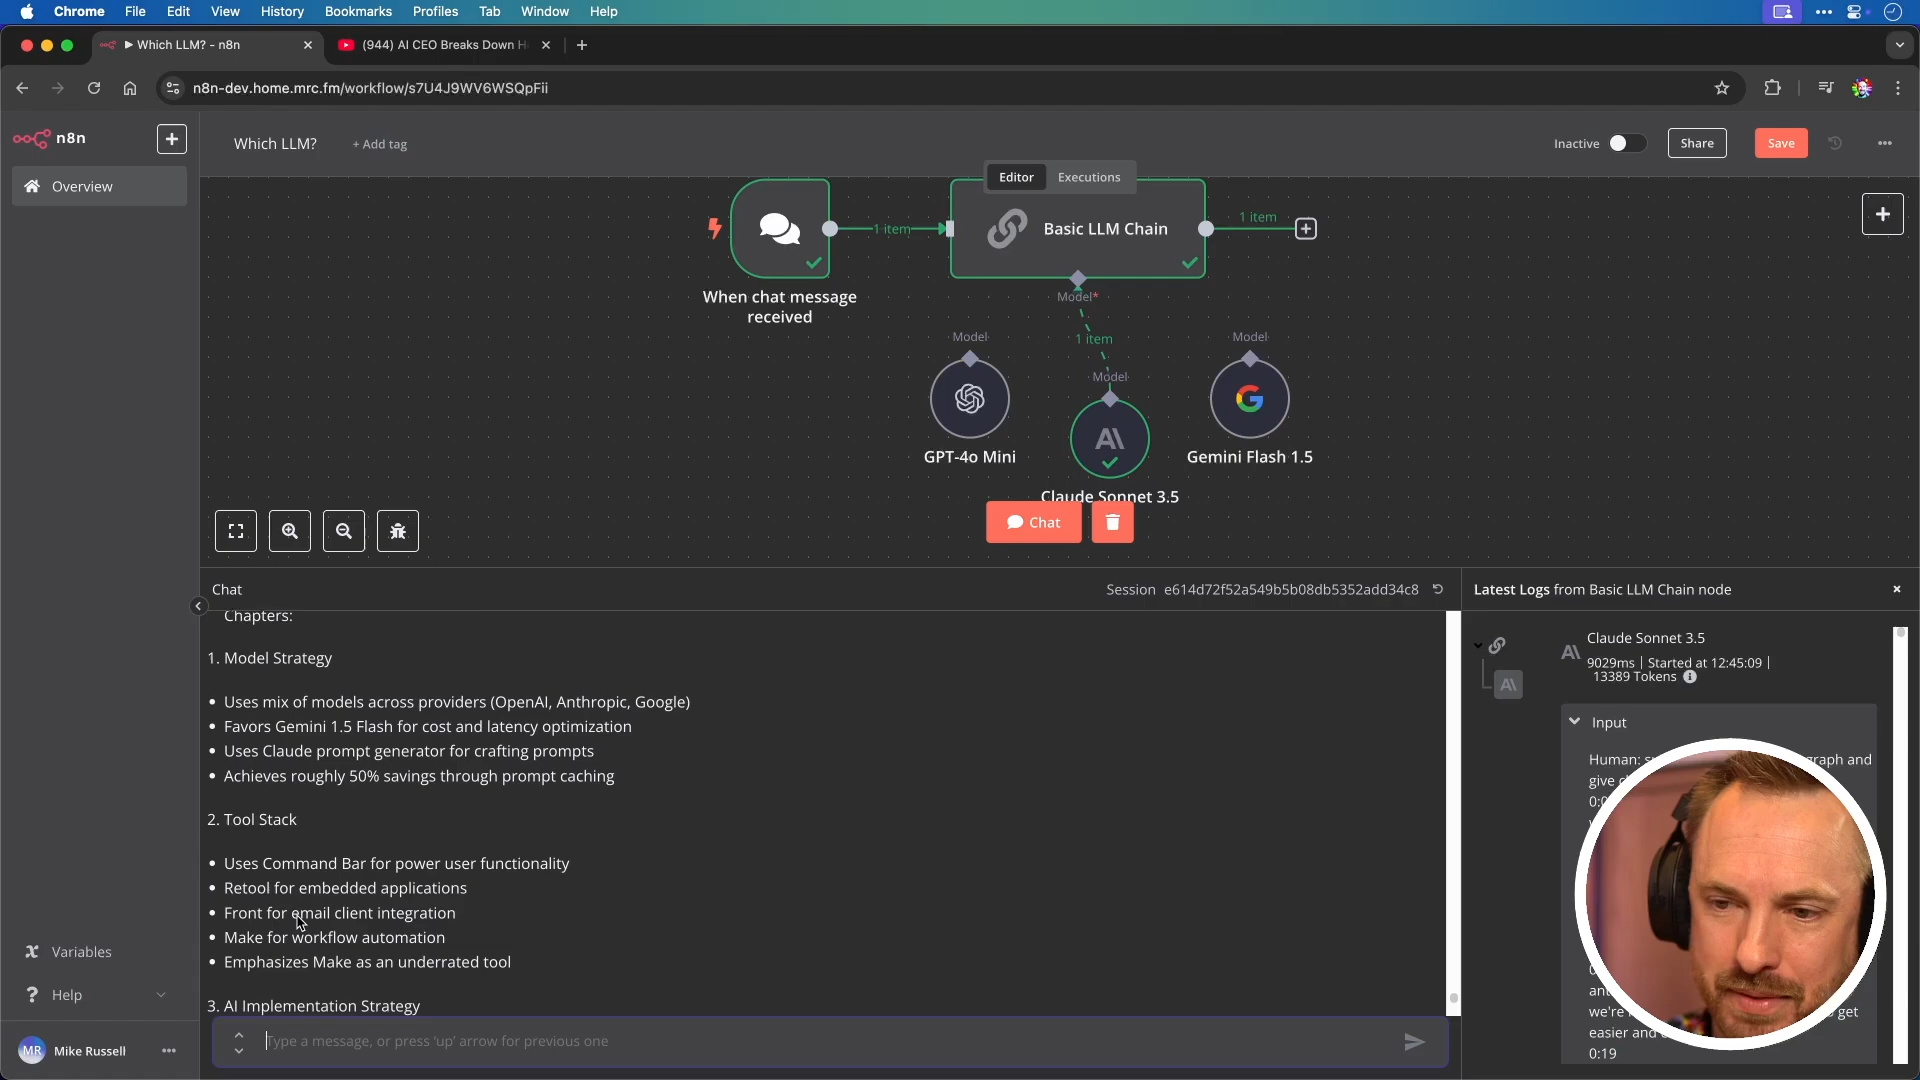 Chrome File Edit View History Bookmarks Profiles Tab Window Help
Which LLM? - n8n
(944) AI CEO Breaks Down H
n8n-dev.home.mrc.fm/workflow/s7U4J9WV6WSQpFii
n8n
Overview
Which LLM?
+ Add tag
Inactive
Share
Save
Editor
Executions
1 item
Basic LLM Chain
1 item
When chat message
received
Model*
1 item
Model
Model
Model
GPT-4o Mini
Gemini Flash 1.5
Claude Sonnet 3.5
Chat
Chat
Session e614d72f52a549b5b08db5352add34c8
Chapters:
1. Model Strategy
• Uses mix of models across providers (OpenAI, Anthropic, Google)
• Favors Gemini 1.5 Flash for cost and latency optimization
• Uses Claude prompt generator for crafting prompts
• Achieves roughly 50% savings through prompt caching
2. Tool Stack
• Uses Command Bar for power user functionality
• Retool for embedded applications
• Front for email client integration
• Make for workflow automation
• Emphasizes Make as an underrated tool
3. AI Implementation Strategy
Type a message, or press 'up' arrow for previous one
Variables
Help
MR
Mike Russell
Latest Logs from Basic LLM Chain node
Claude Sonnet 3.5
9029ms | Started at 12:45:09 |
13389 Tokens
Input
Human:
and
give
we're
get
easier and
0:19